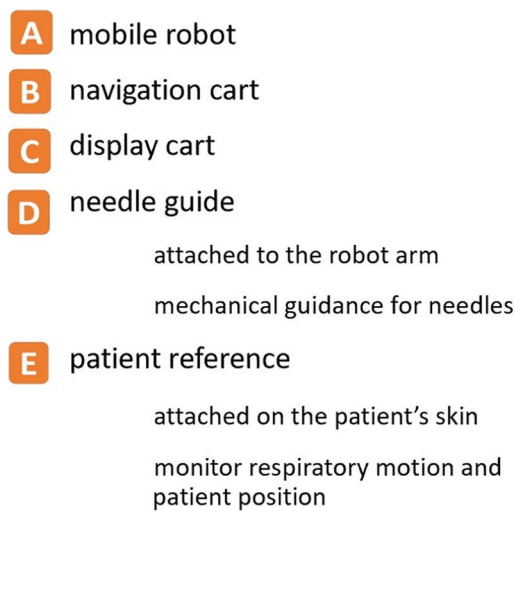 A mobile robot
B navigation cart
C display cart
D needle guide
attached to the robot arm
mechanical guidance for needles
E patient reference
attached on the patient’s skin
monitor respiratory motion and
patient position